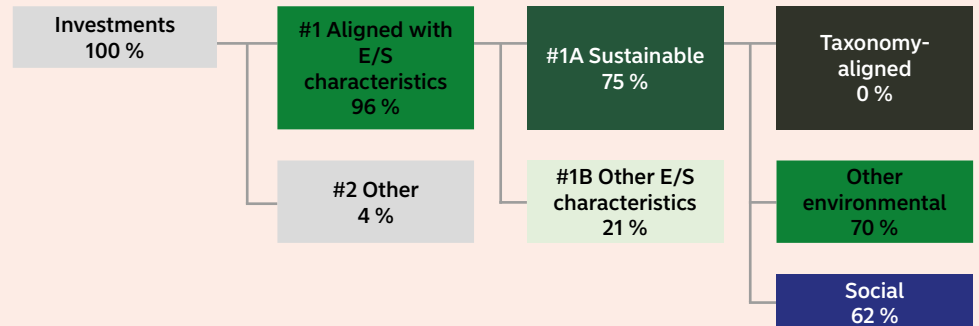 Investments
100 %
#1 Aligned with
E/S
characteristics
96 %
#1A Sustainable
75 %
Taxonomy-
aligned
0 %
#2 Other
4 %
#1B Other E/S
characteristics
21 %
Other
environmental
70 %
Social
62 %